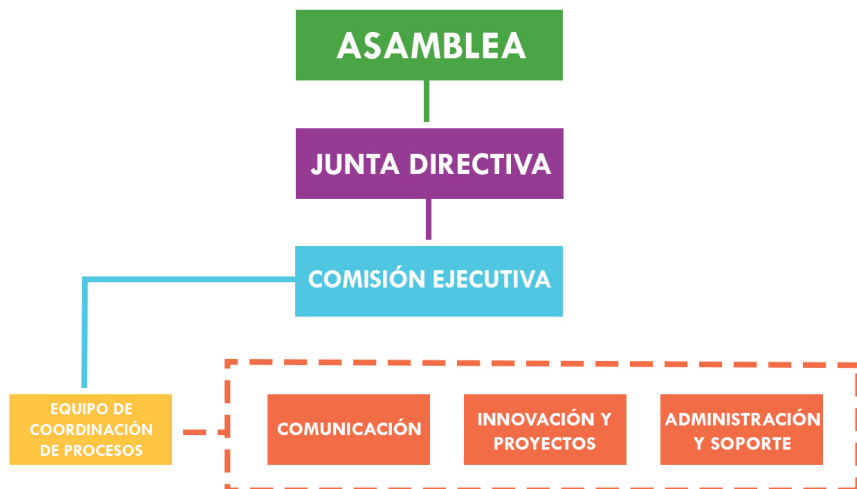 ASAMBLEA
JUNTA DIRECTIVA
COMISIÓN EJECUTIVA
EQUIPO DE
COORDINACIÓN
DE PROCESOS
COMUNICACIÓN
INNOVACIÓN Y
PROYECTOS
ADMINISTRACIÓN
Y SOPORTE